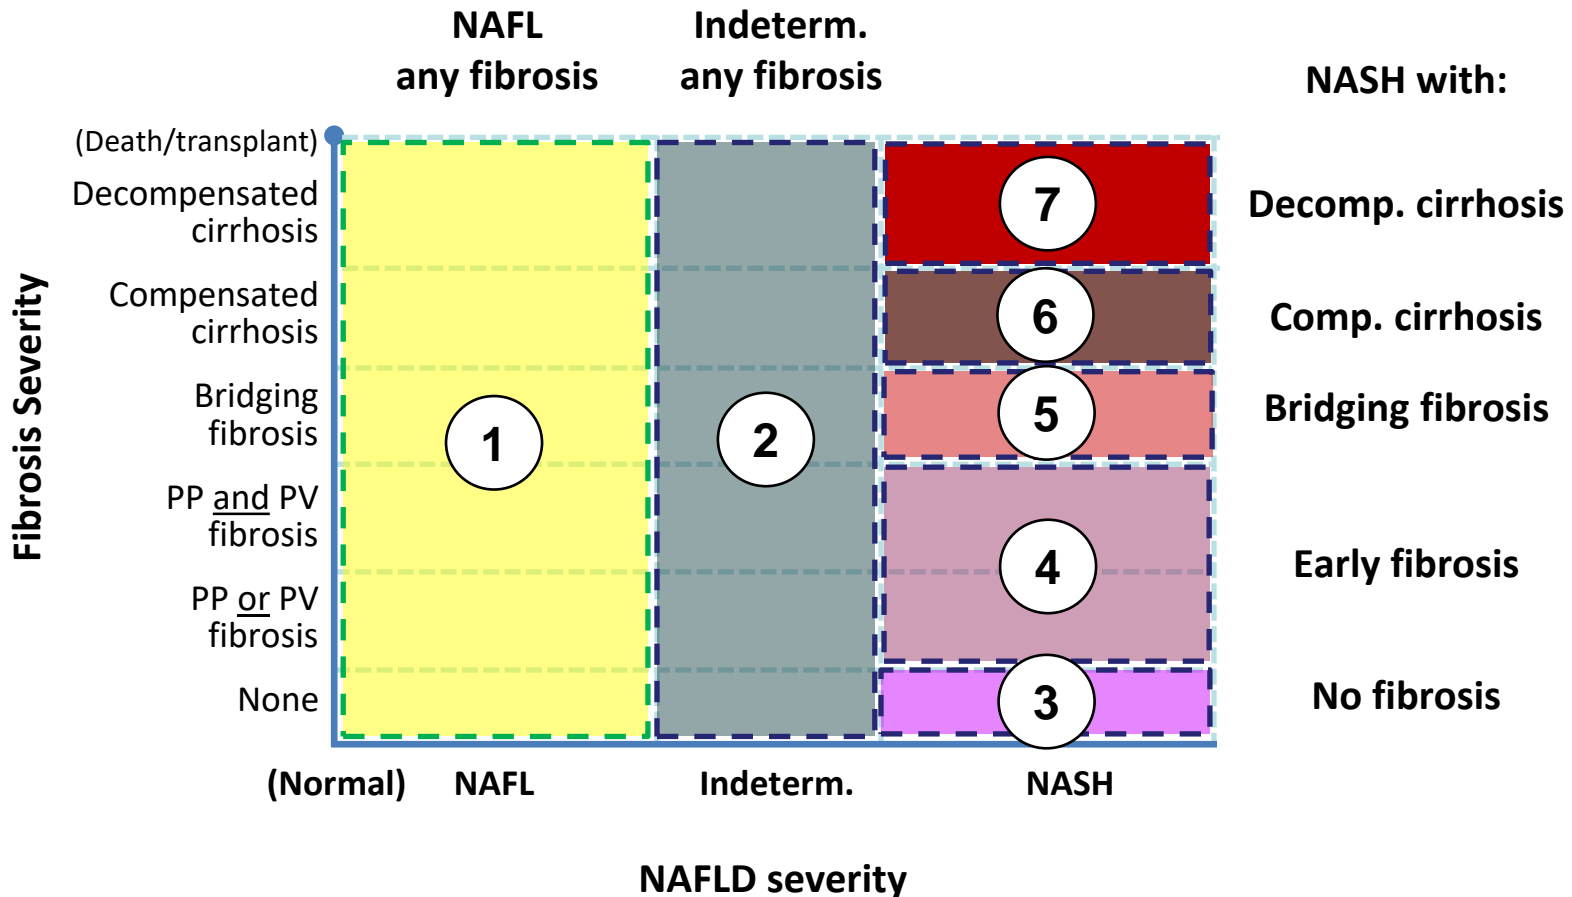 NAFL
any fibrosis
Indeterm.
any fibrosis
NASH with:
(Death/transplant)
Decompensated
cirrhosis
7
Decomp. cirrhosis
Compensated
cirrhosis
6
Comp. cirrhosis
Fibrosis Severity
Bridging
fibrosis
1
2
5
Bridging fibrosis
PP and PV
fibrosis
4
Early fibrosis
PP or PV
fibrosis
None
3
No fibrosis
(Normal)
NAFL
Indeterm.
NASH
NAFLD severity